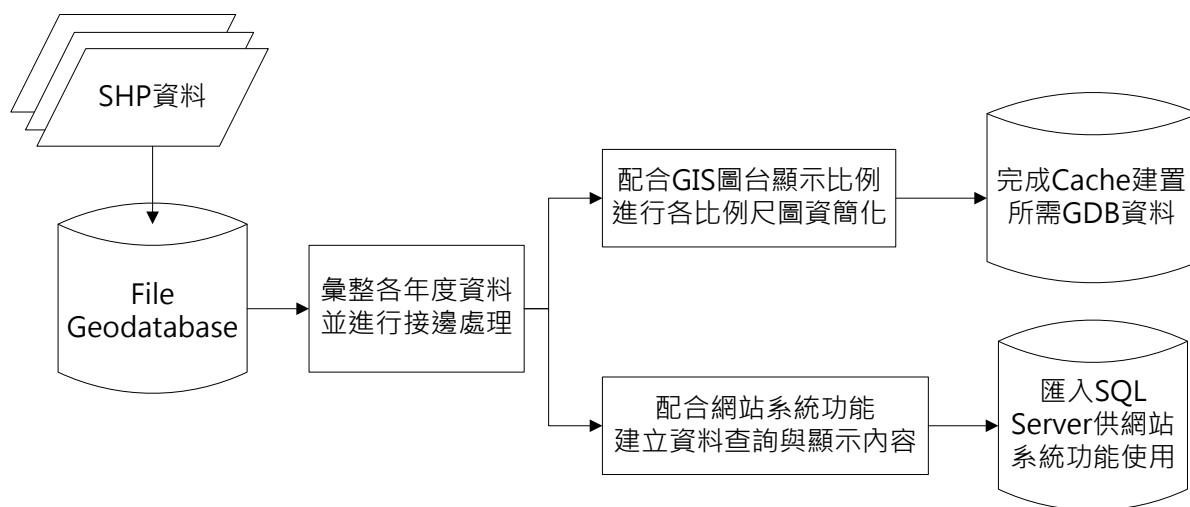 SHP資料
File
Geodatabase
彙整各年度資料
並進行接邊處理
配合GIS圖台顯示比例
進行各比例尺圖資簡化
完成Cache建置
所需GDB資料
配合網站系統功能
建立資料查詢與顯示內容
匯入SQL
Server供網站
系統功能使用